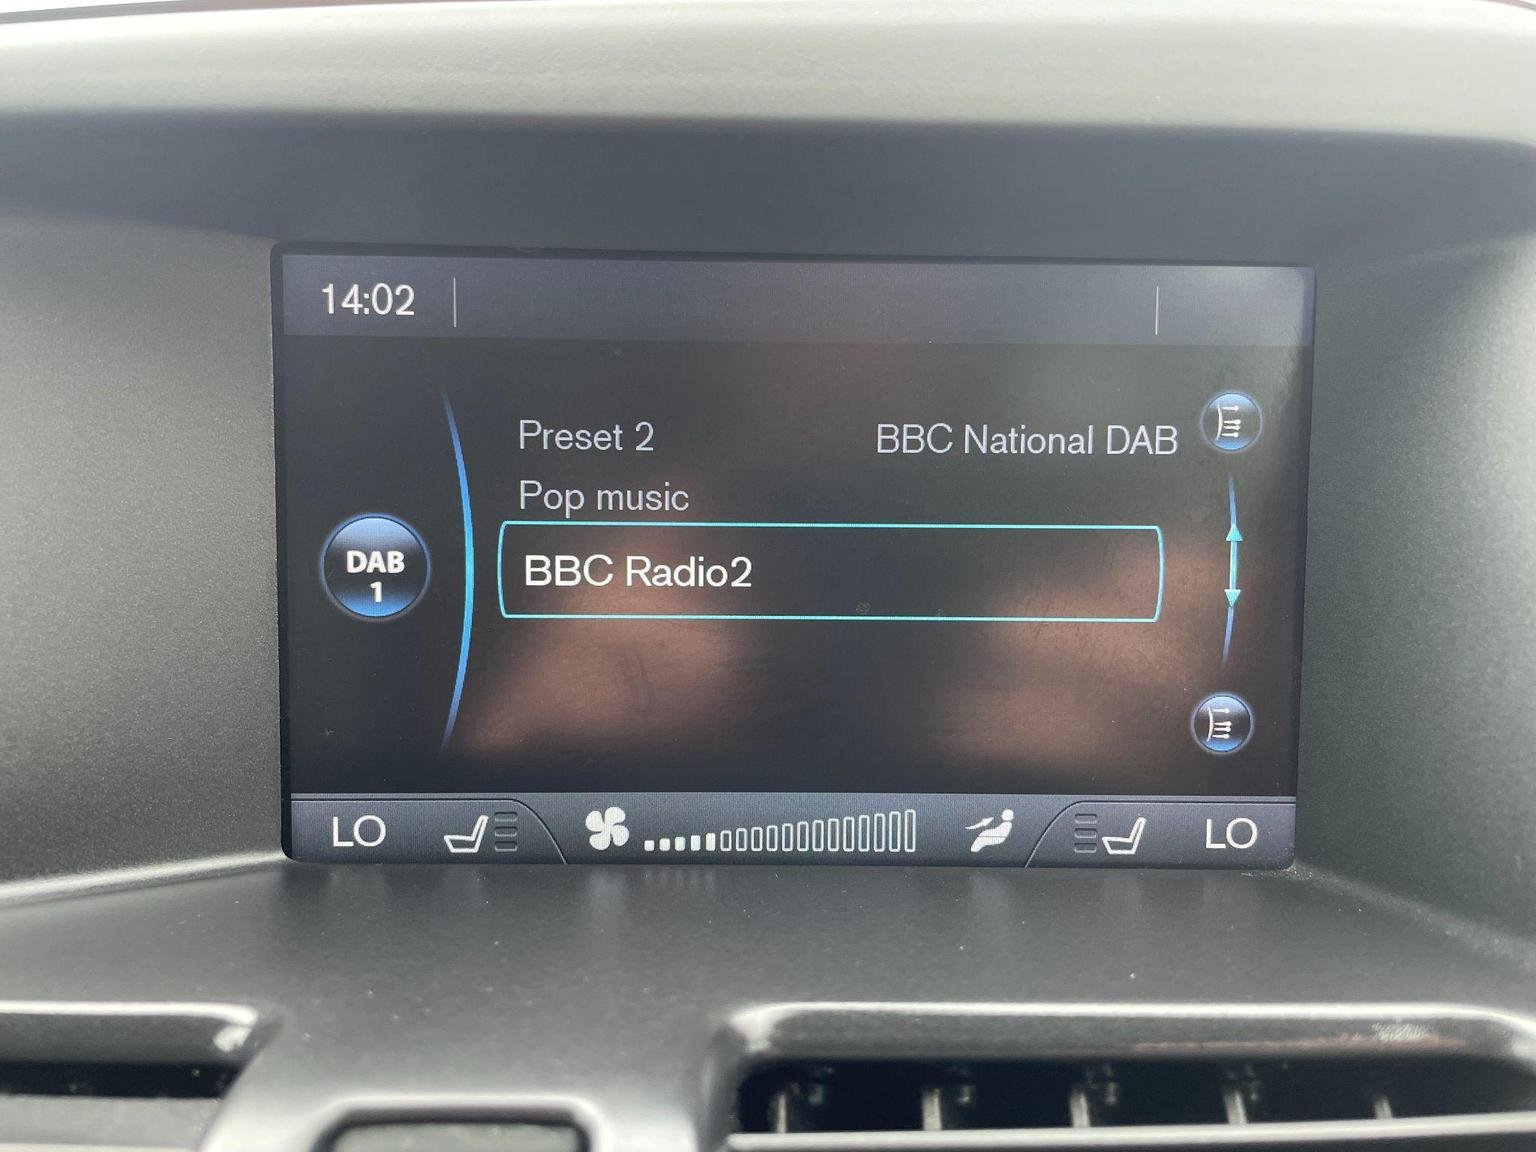 14:02
Preset 2
BBC National DAB
Pop music
DAB
1
BBC Radio2
LO
LO